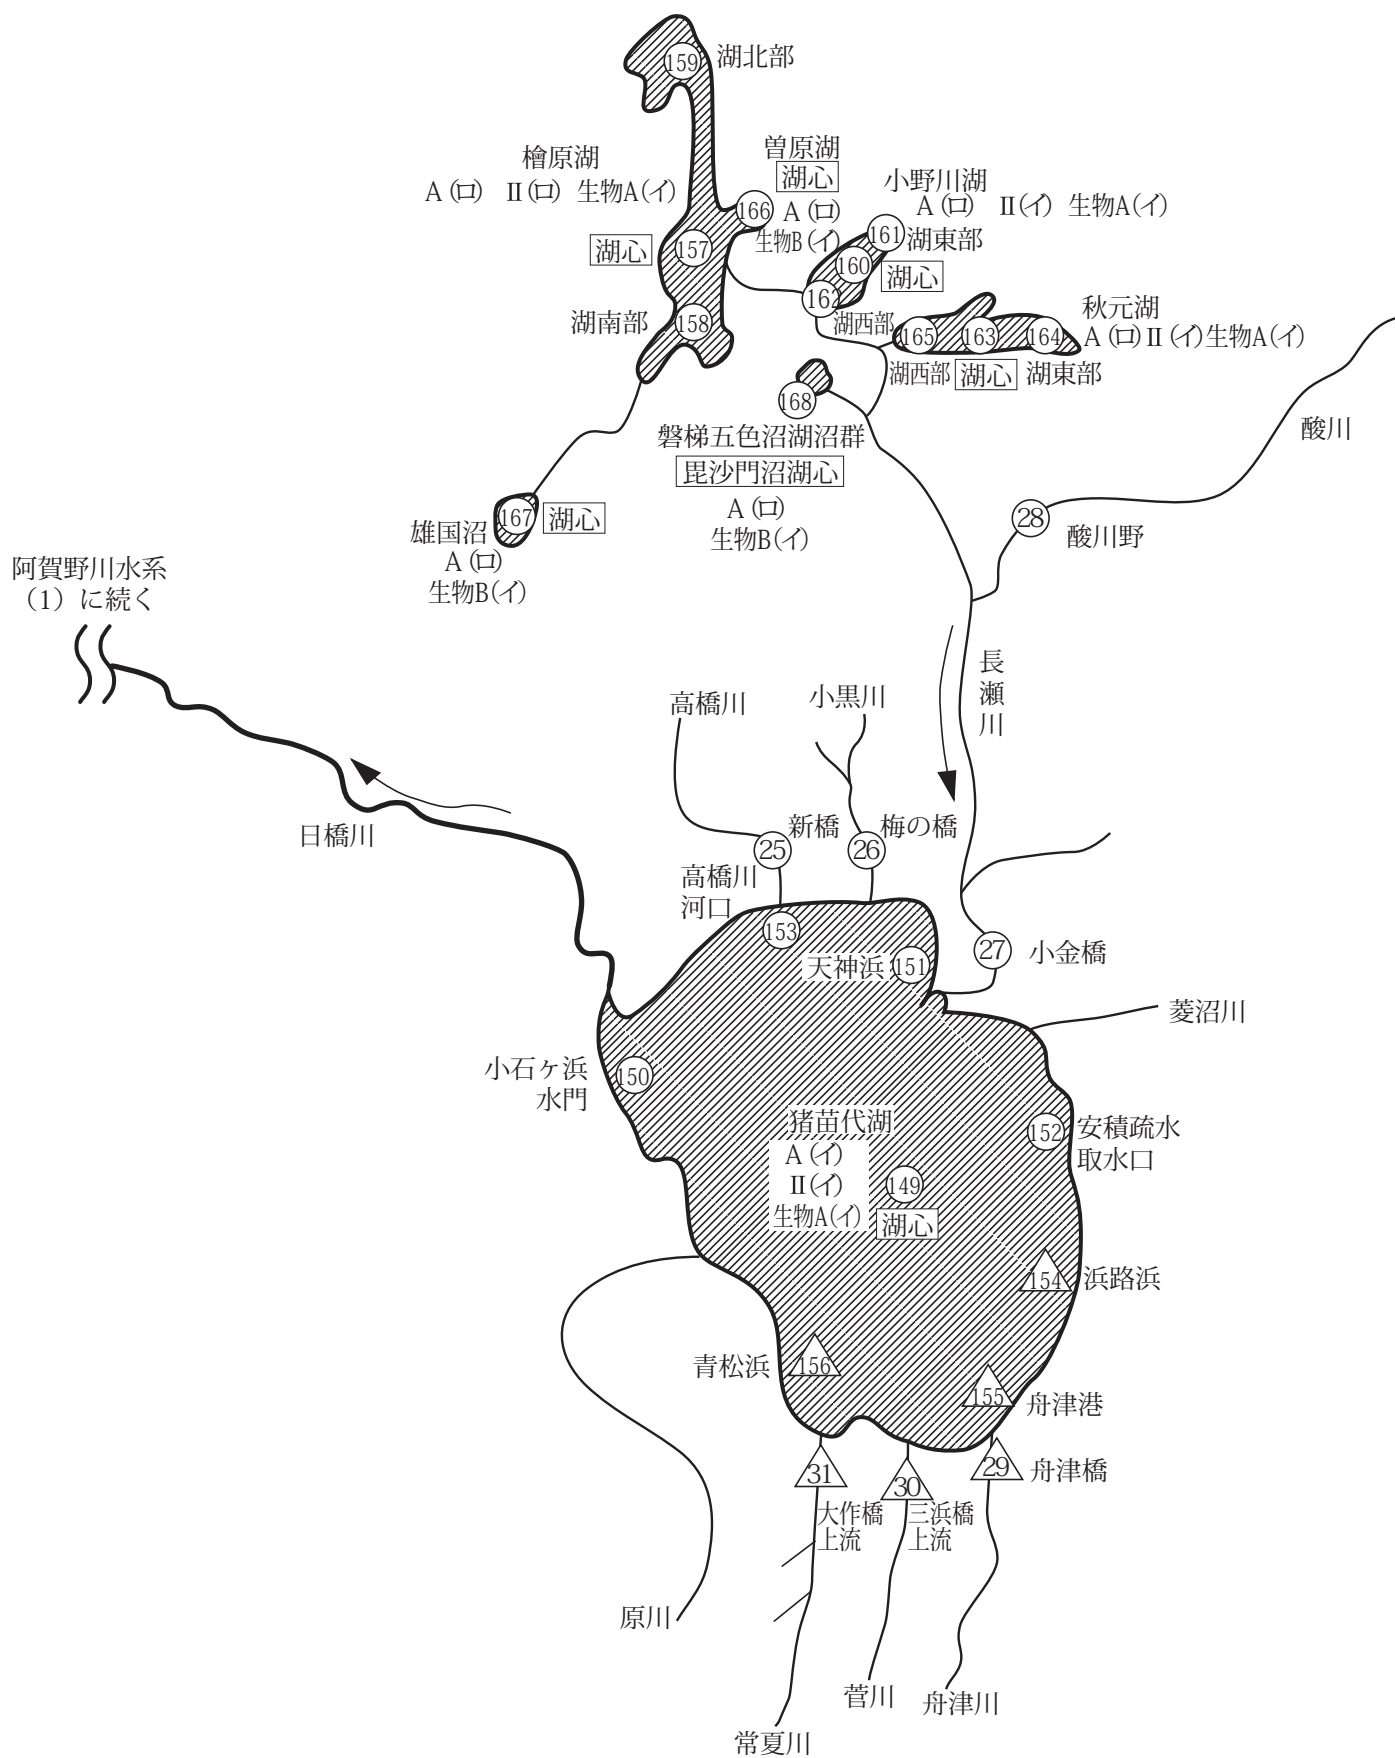 159
湖北部
檜原湖
A(ロ) II(ロ) 生物A(イ)
曽原湖
湖心
166
A(ロ)
生物B(イ)
小野川湖
A(ロ) II(イ) 生物A(イ)
161
湖東部
160
湖心
162
湖西部
湖心
157
湖南部
158
165
163
164
秋元湖
A(ロ)II(イ)生物A(イ)
湖西部
湖心
湖東部
168
磐梯五色沼湖沼群
毘沙門沼湖心
A(ロ)
生物B(イ)
酸川
28
酸川野
167
湖心
雄国沼
A(ロ)
生物B(イ)
阿賀野川水系
(1)に続く
長瀬川
高橋川
小黒川
日橋川
新橋
25
梅の橋
26
高橋川
河口
153
天神浜
151
27
小金橋
菱沼川
小石ヶ浜
水門
150
猪苗代湖
A(イ)
II(イ)
生物A(イ)
149
湖心
152
安積疏水
取水口
154
浜路浜
青松浜
156
155
舟津港
31
大作橋
上流
30
三浜橋
上流
29
舟津橋
原川
菅川
舟津川
常夏川